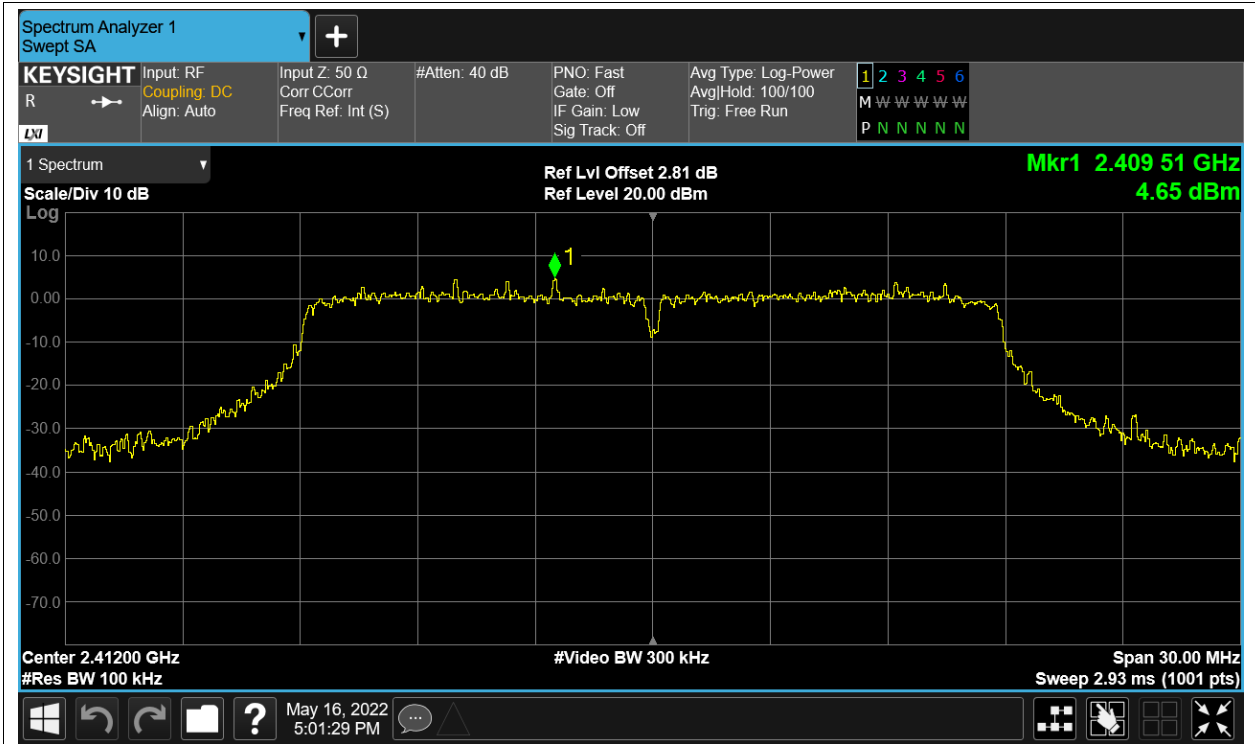 Spectrum Analyzer 1
Swept SA
KEYSIGHT
R
LXI
Input: RF
Coupling: DC
Align: Auto
Input Z: 50 Ω
Corr CCorr
Freq Ref: Int (S)
#Atten: 40 dB
PNO: Fast
Gate: Off
IF Gain: Low
Sig Track: Off
Avg Type: Log-Power
Avg|Hold: 100/100
Trig: Free Run
1 2 3 4 5 6
M W W W W W
P N N N N N
1 Spectrum
Scale/Div 10 dB
Ref Lvl Offset 2.81 dB
Ref Level 20.00 dBm
Mkr1 2.409 51 GHz
4.65 dBm
Log
10.0
0.00
-10.0
-20.0
-30.0
-40.0
-50.0
-60.0
-70.0
1
Center 2.41200 GHz
#Res BW 100 kHz
#Video BW 300 kHz
Span 30.00 MHz
Sweep 2.93 ms (1001 pts)
?
May 16, 2022
5:01:29 PM